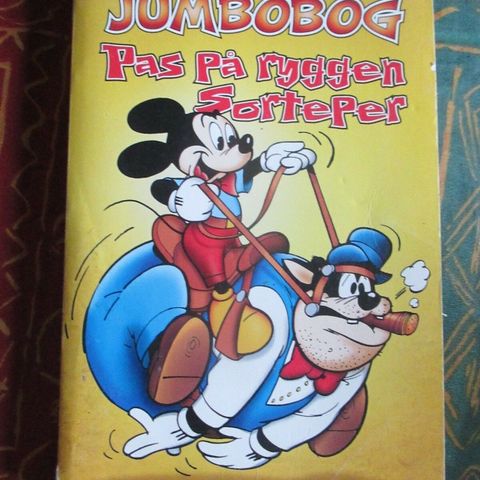 JUMBOBOG
Pas på ryggen
Sorteper